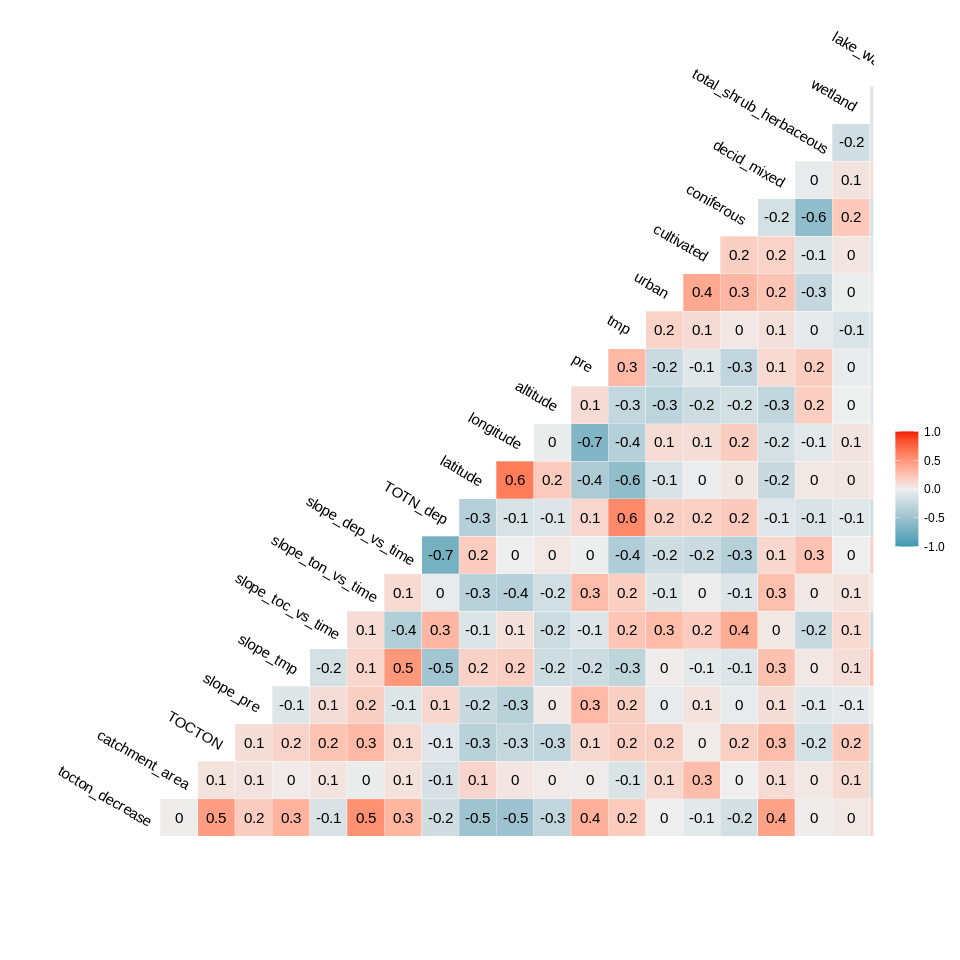 lake_w
wetland
total_shrub_herbaceous -0.2
decid_mixed 0 0.1
coniferous -0.2 -0.6 0.2
cultivated 0.2 0.2 -0.1 0
urban 0.4 0.3 0.2 -0.3 0
tmp 0.2 0.1 0 0.1 0 -0.1
pre 0.3 -0.2 -0.1 -0.3 0.1 0.2 0
altitude 0.1 -0.3 -0.3 -0.2 -0.2 -0.3 0.2 0
longitude 0 -0.7 -0.4 0.1 0.1 0.2 -0.2 -0.1 0.1
latitude 0.6 0.2 -0.4 -0.6 -0.1 0 0 -0.2 0 0
TOTN_dep -0.3 -0.1 -0.1 0.1 0.6 0.2 0.2 0.2 -0.1 -0.1 -0.1
slope_dep_vs_time -0.7 0.2 0 0 0 -0.4 -0.2 -0.2 -0.3 0.1 0.3 0
slope_ton_vs_time 0.1 0 -0.3 -0.4 -0.2 0.3 0.2 -0.1 0 -0.1 0.3 0 0.1
slope_toc_vs_time 0.1 -0.4 0.3 -0.1 0.1 -0.2 -0.1 0.2 0.3 0.2 0.4 0 -0.2 0.1
slope_tmp -0.2 0.1 0.5 -0.5 0.2 0.2 -0.2 -0.2 -0.3 0 -0.1 -0.1 0.3 0 0.1
slope_pre -0.1 0.1 0.2 -0.1 0.1 -0.2 -0.3 0 0.3 0.2 0 0.1 0 0.1 -0.1 -0.1
TOCTON 0.1 0.2 0.2 0.3 0.1 -0.1 -0.3 -0.3 -0.3 0.1 0.2 0.2 0 0.2 0.3 -0.2 0.2
catchment_area 0.1 0.1 0 0.1 0 0.1 -0.1 0.1 0 0 0 -0.1 0.1 0.3 0 0.1 0 0.1
tocton_decrease 0 0.5 0.2 0.3 -0.1 0.5 0.3 -0.2 -0.5 -0.5 -0.3 0.4 0.2 0 -0.1 -0.2 0.4 0 0
1.0
0.5
0.0
-0.5
-1.0